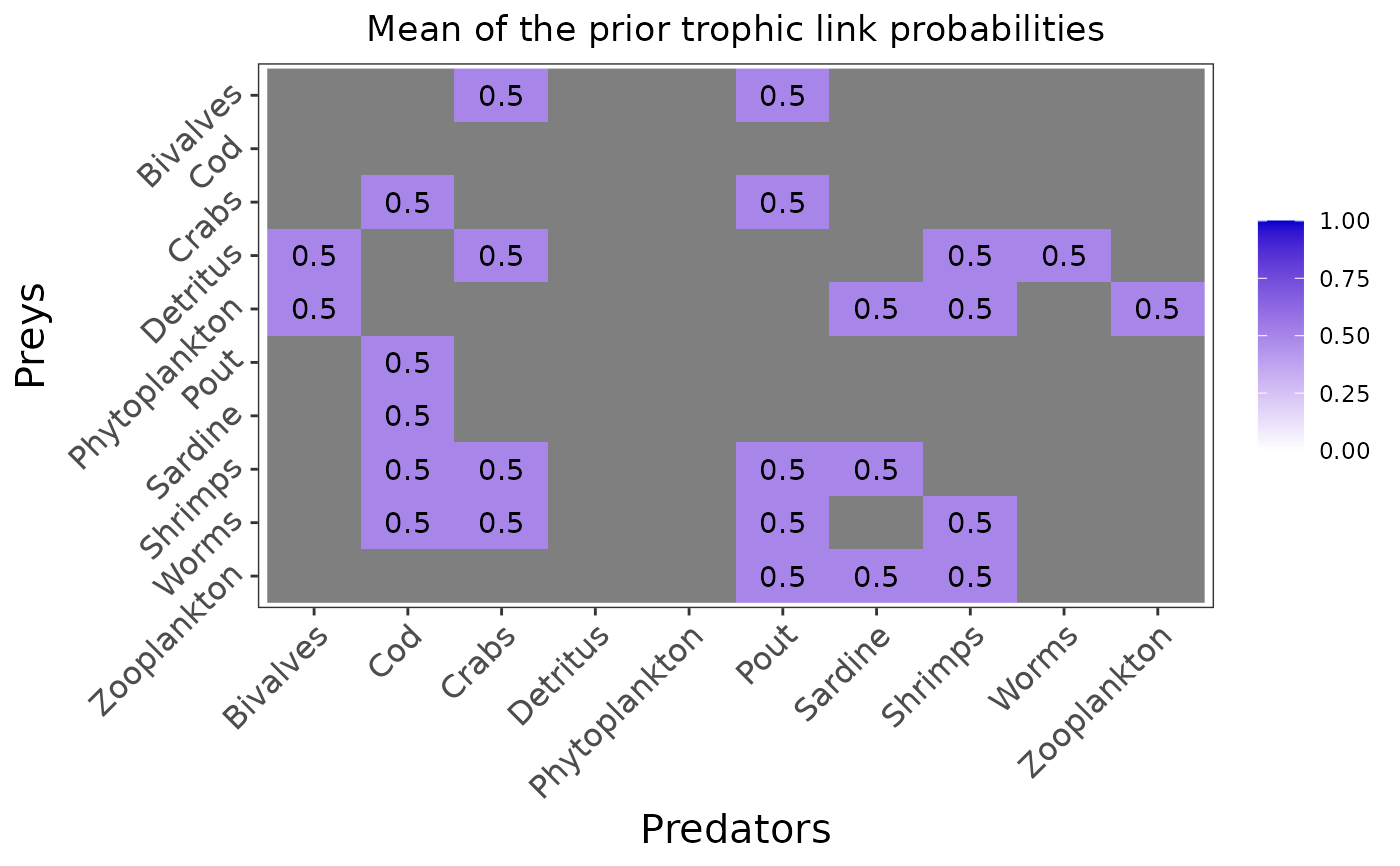 Mean of the prior trophic link probabilities
Preys
Bivalves
0.5 0.5
Cod
Crabs
0.5 0.5
Detritus
0.5 0.5 0.5 0.5
Phytoplankton
0.5 0.5 0.5 0.5
Pout
0.5
Sardine
0.5
Shrimps
0.5 0.5 0.5 0.5
Worms
0.5 0.5 0.5 0.5
Zooplankton
0.5 0.5 0.5
Bivalves Cod Crabs Detritus Phytoplankton Pout Sardine Shrimps Worms Zooplankton
Predators
1.00
0.75
0.50
0.25
0.00